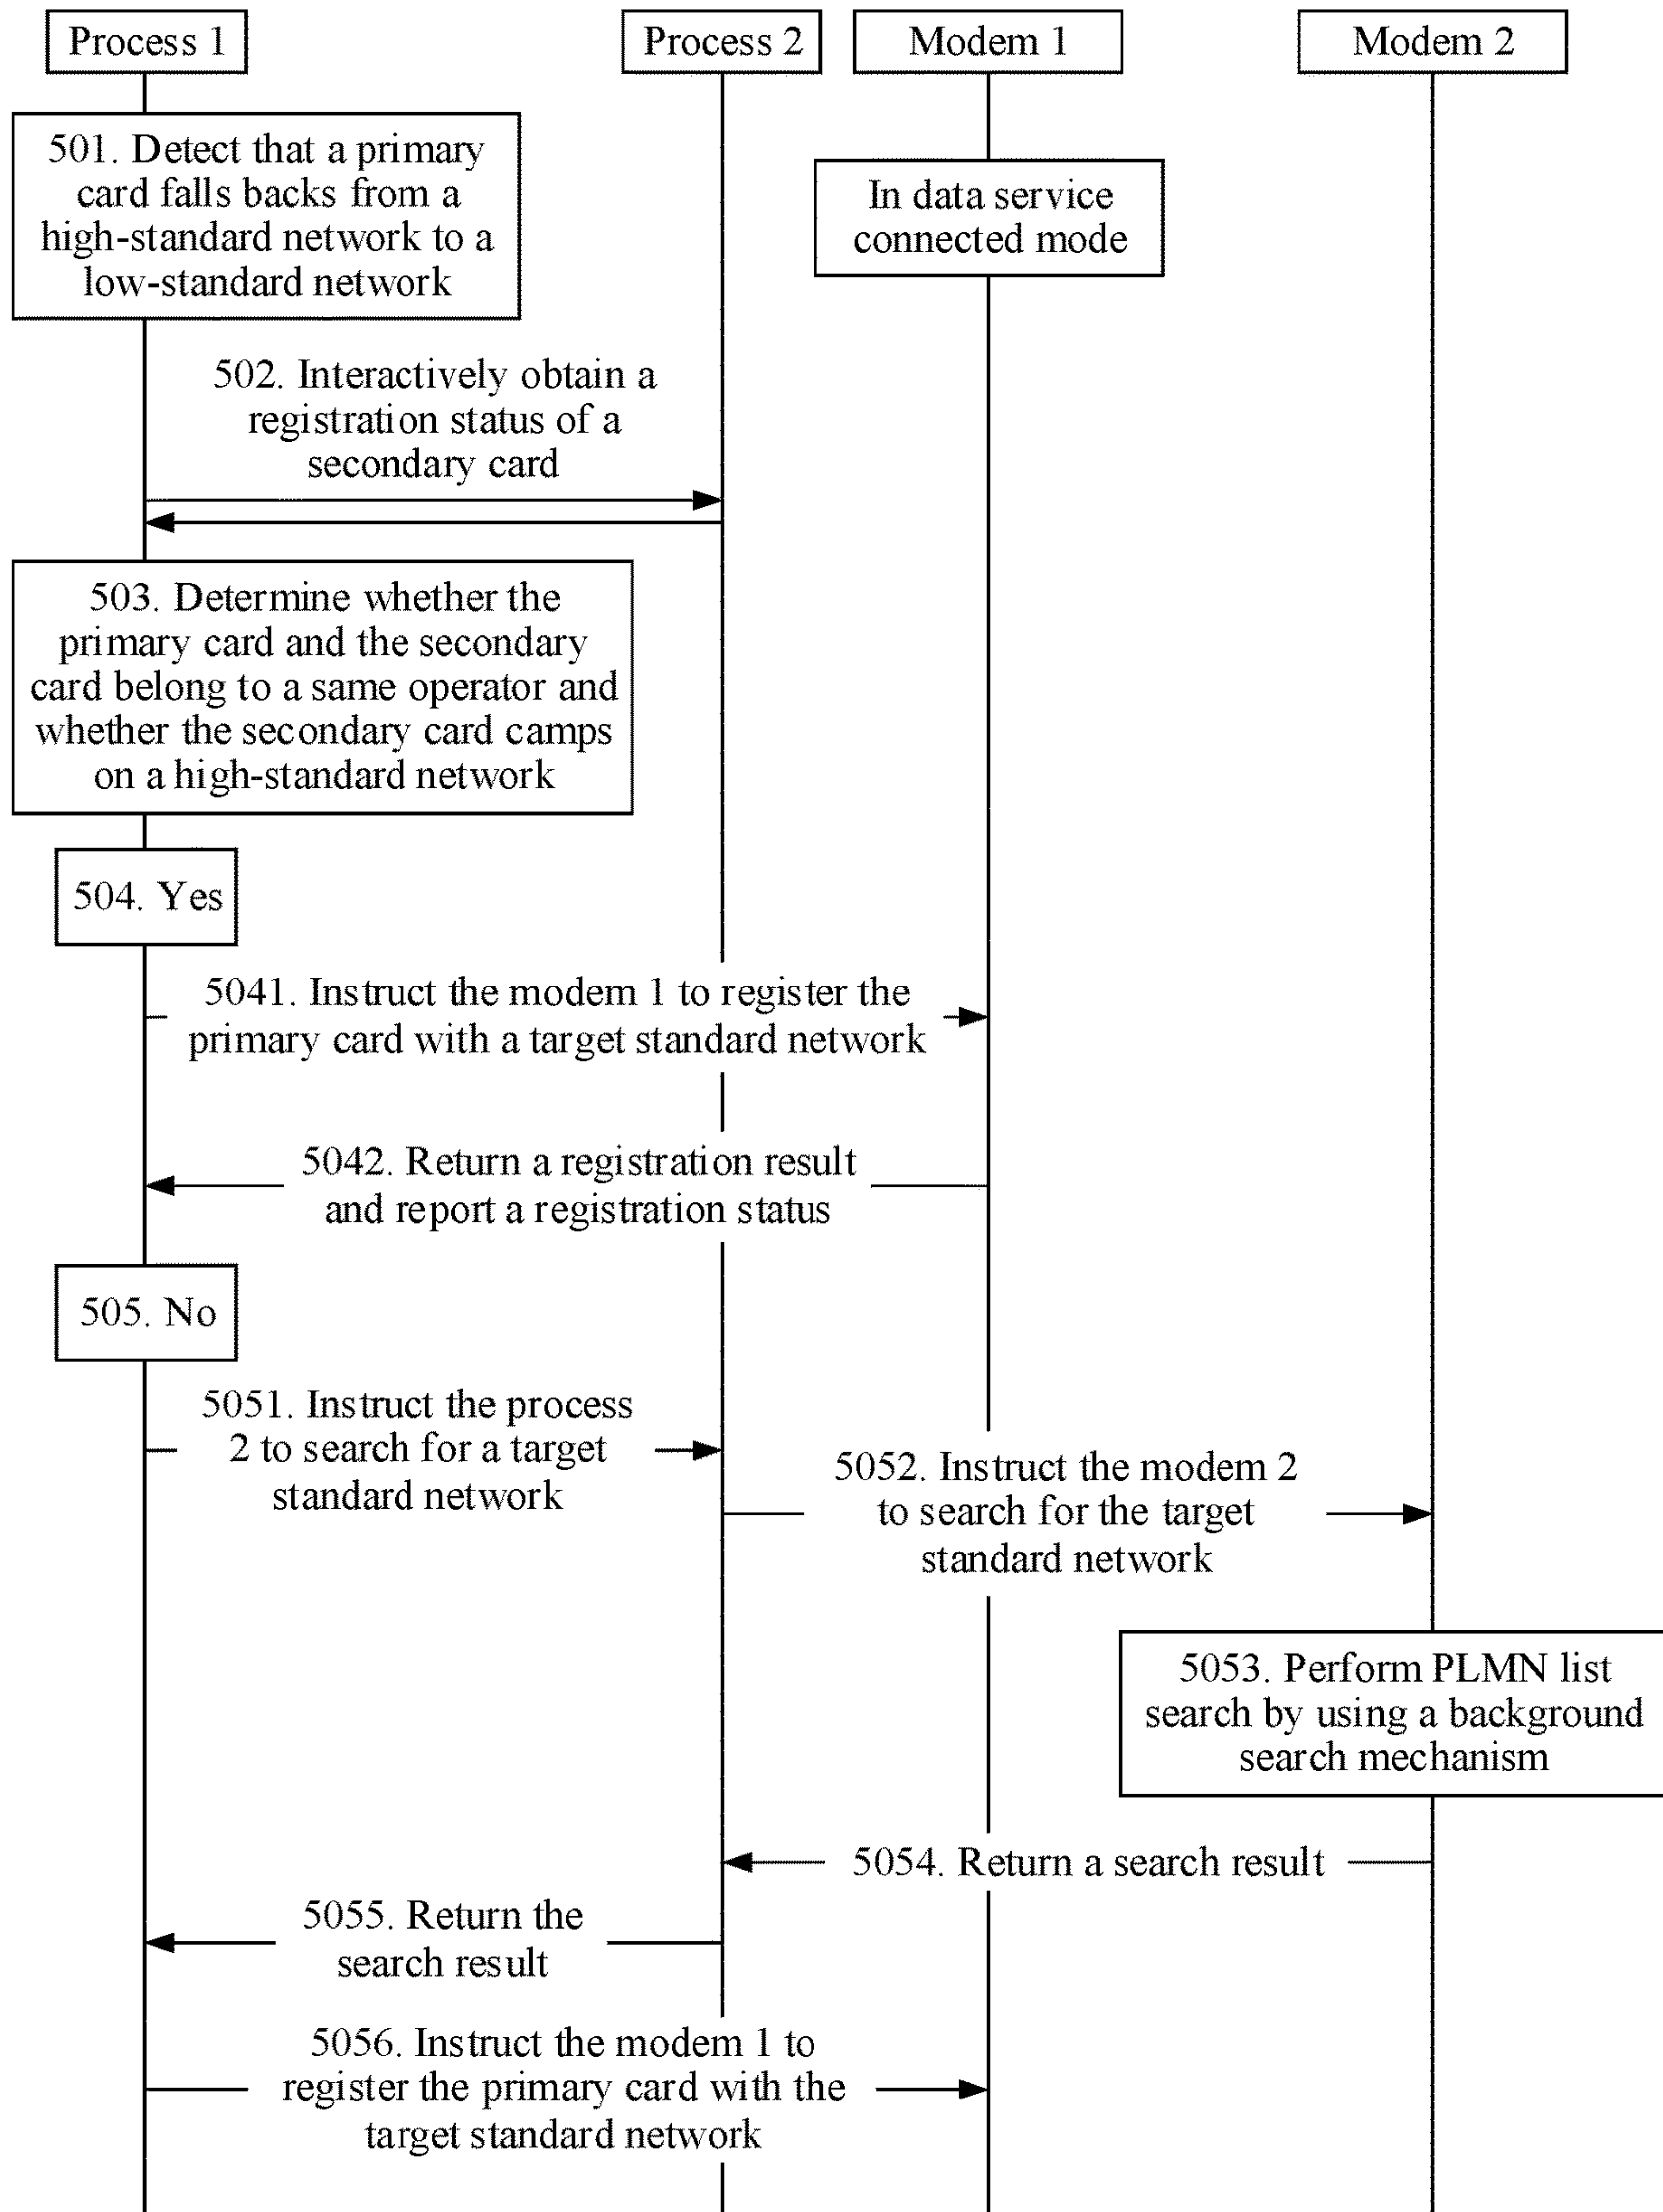 Process 1
Process 2
Modem 1
Modem 2
501. Detect that a primary
card falls backs from a
high-standard network to a
low-standard network
In data service
connected mode
502. Interactively obtain a
registration status of a
secondary card
503. Determine whether the
primary card and the secondary
card belong to a same operator and
whether the secondary card camps
on a high-standard network
504. Yes
5041. Instruct the modem 1 to register the
primary card with a target standard network
5042. Return a registration result
and report a registration status
505. No
5051. Instruct the process
2 to search for a target
standard network
5052. Instruct the modem 2
to search for the target
standard network
5053. Perform PLMN list
search by using a background
search mechanism
5054. Return a search result
5055. Return the
search result
5056. Instruct the modem 1 to
register the primary card with the
target standard network